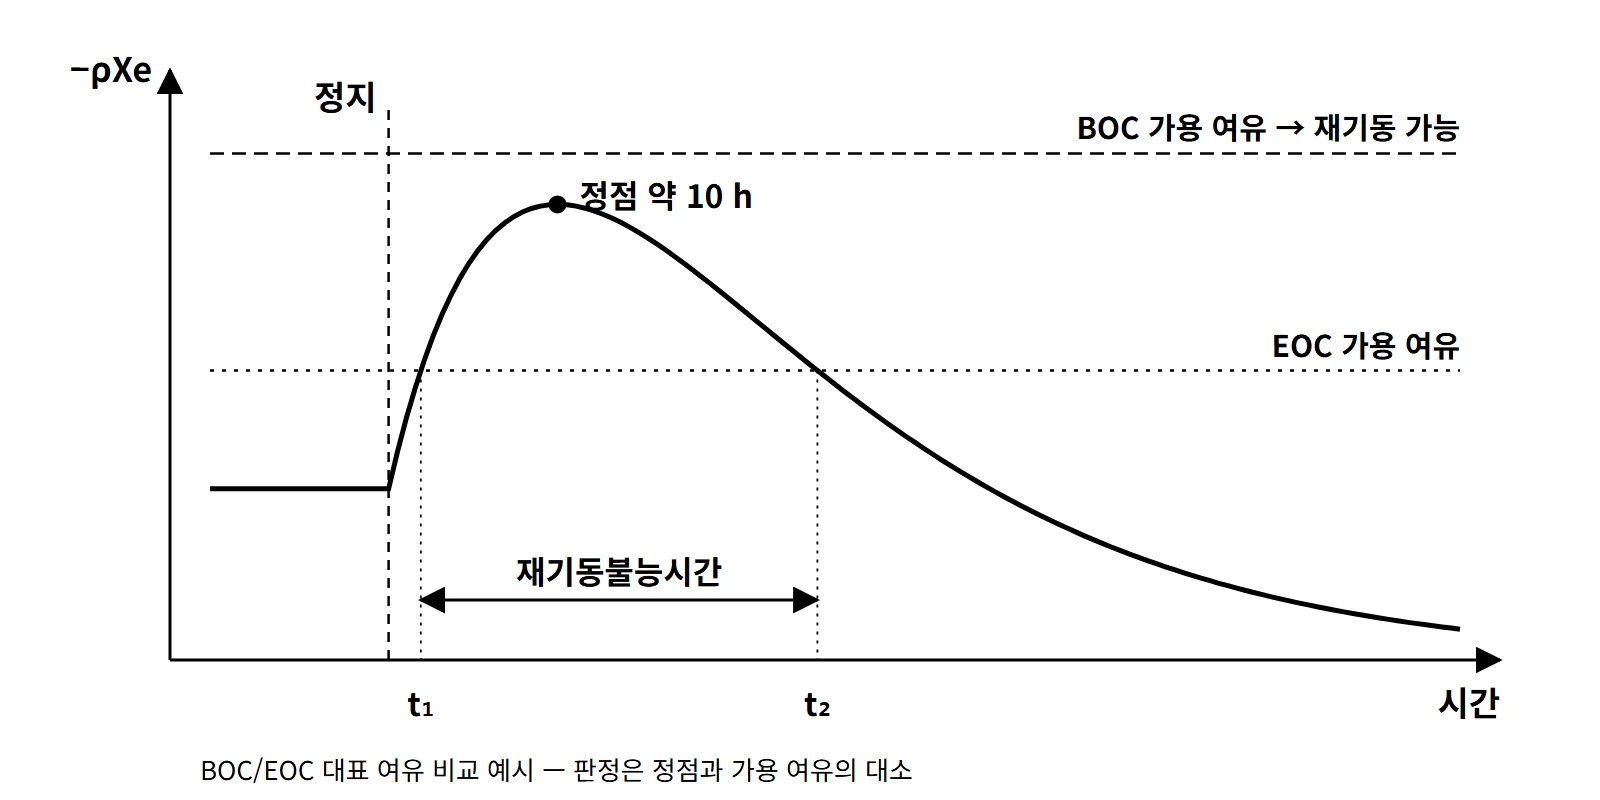 −ρXe
정지
BOC 가용 여유 → 재기동 가능
정점 약 10 h
EOC 가용 여유
재기동불능시간
t₁
t₂
시간
BOC/EOC 대표 여유 비교 예시 — 판정은 정점과 가용 여유의 대소